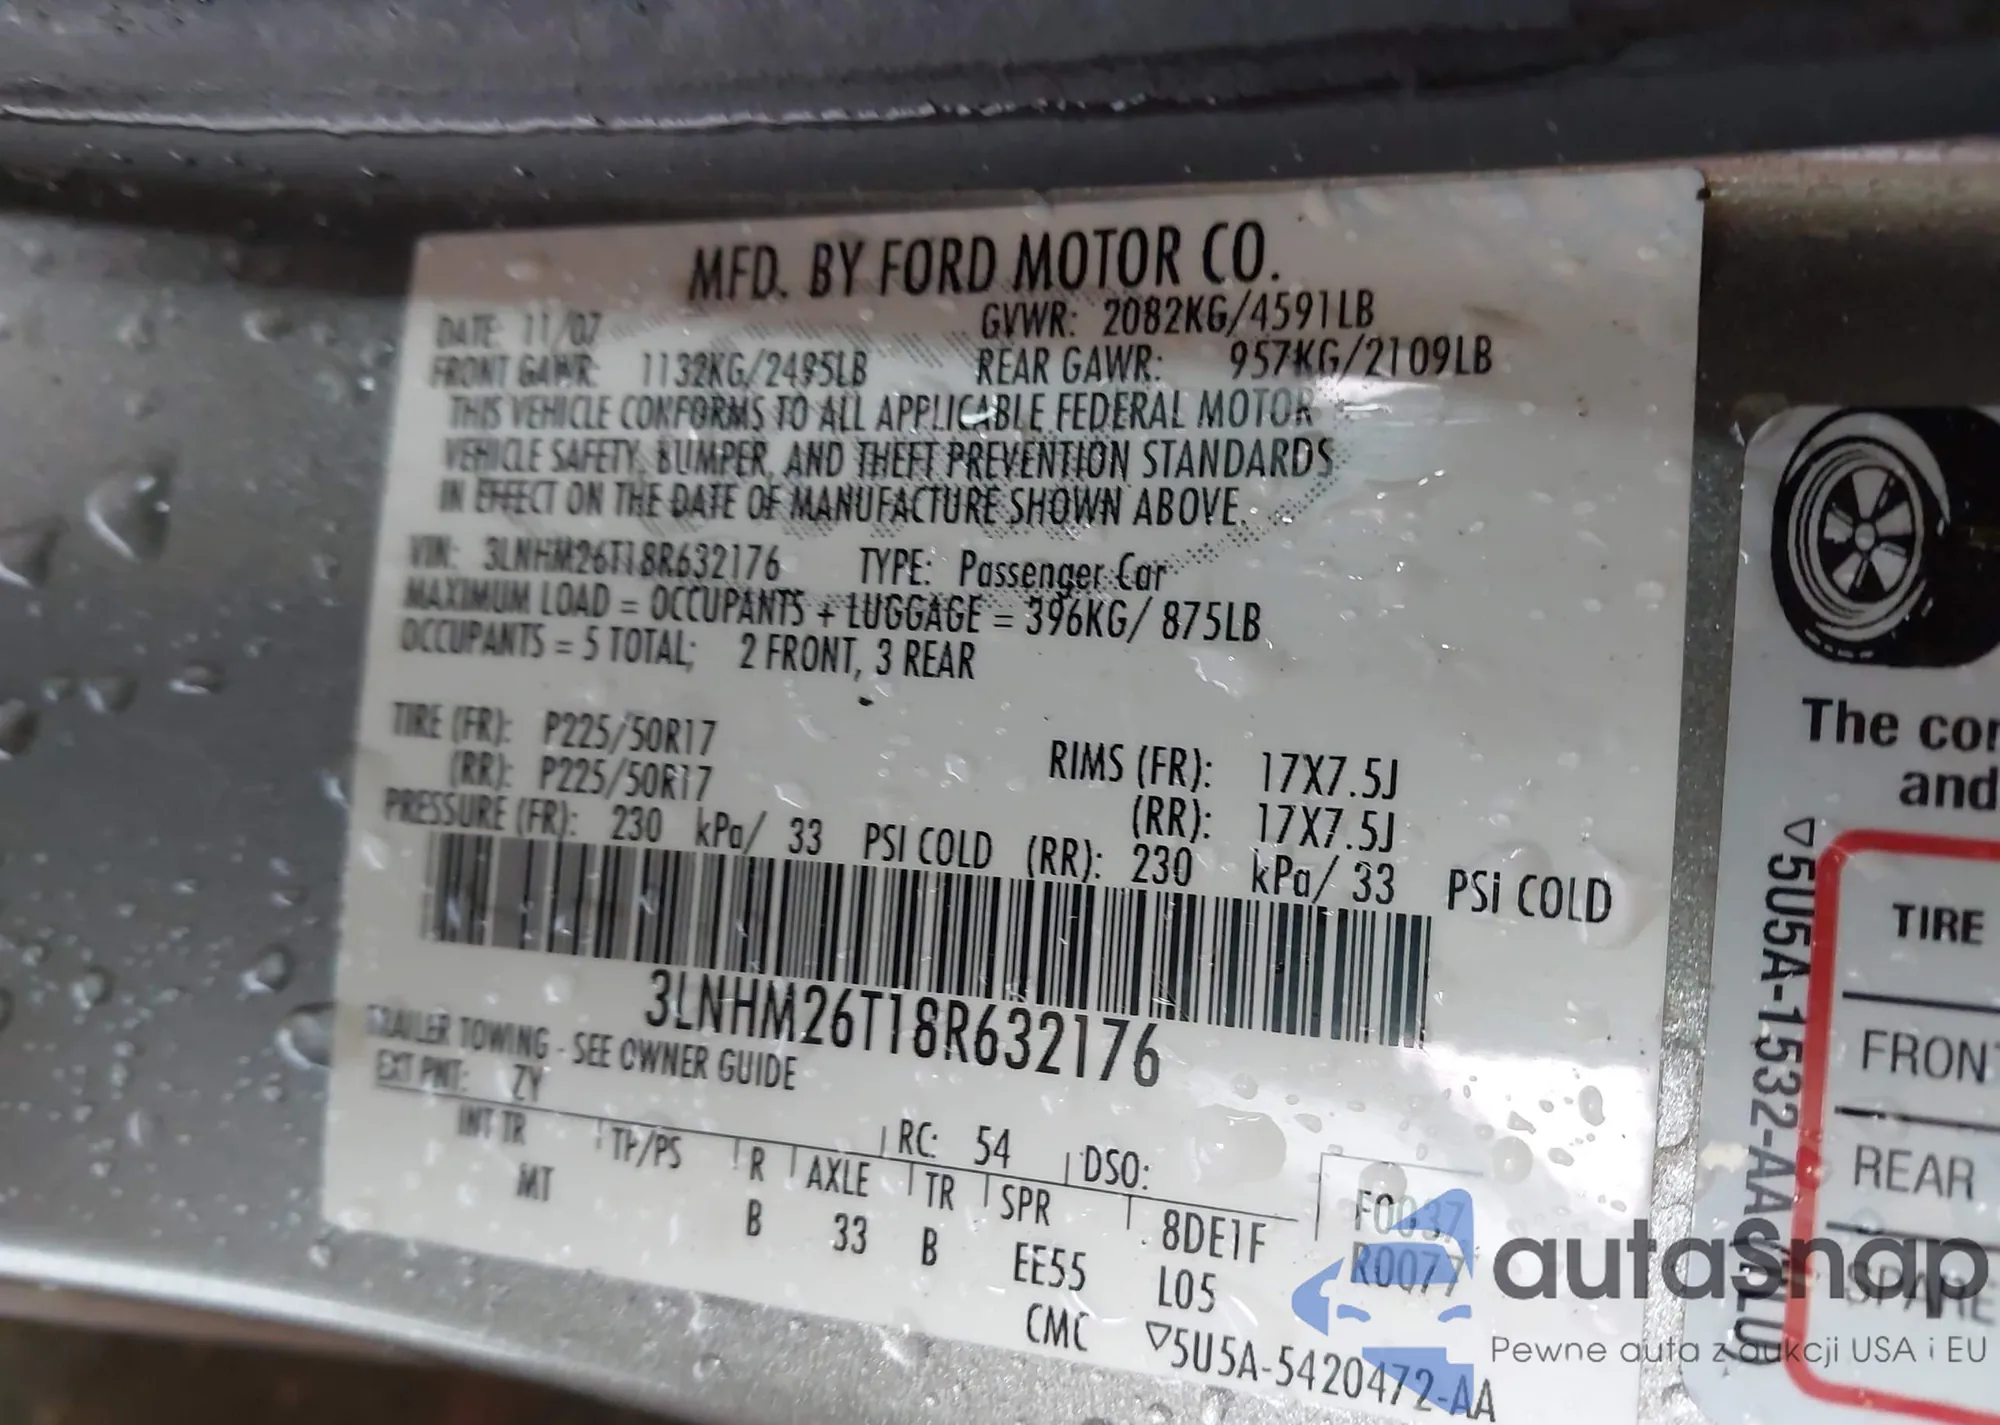 MFD. BY FORD MOTOR CO.
DATE: 11/07 GVWR: 2082KG/4591LB
FRONT GAWR: 1132KG/2495LB REAR GAWR: 957KG/2109LB
THIS VEHICLE CONFORMS TO ALL APPLICABLE FEDERAL MOTOR
VEHICLE SAFETY, BUMPER, AND THEFT PREVENTION STANDARDS
IN EFFECT ON THE DATE OF MANUFACTURE SHOWN ABOVE.
VIN: 3LNHM26T18R632176 TYPE: Passenger Car
MAXIMUM LOAD = OCCUPANTS + LUGGAGE = 396KG/ 875LB
OCCUPANTS = 5 TOTAL; 2 FRONT, 3 REAR
TIRE (FR): P225/50R17 RIMS (FR): 17X7.5J
(RR): P225/50R17 (RR): 17X7.5J
PRESSURE (FR): 230 kPa/ 33 PSI COLD (RR): 230 kPa/ 33 PSi COLD
3LNHM26T18R632176
TRAILER TOWING - SEE OWNER GUIDE
EXT PNT: ZY RC: 54 DSO:
INT TR TP/PS R AXLE TR SPR 8DE1F F0037
MT B 33 B EE55 L05 R0077
CMC ▽5U5A-5420472-AA
The con
and
▽5U5A-1532-AA
TIRE
FRONT
REAR
SPARE
autasnap
Pewne auta z aukcji USA i EU